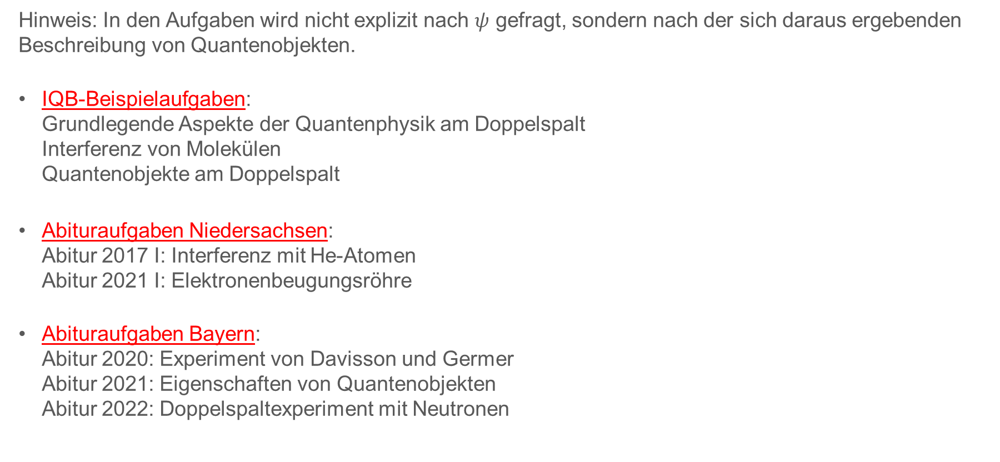 Hinweis: In den Aufgaben wird nicht explizit nach ψ gefragt, sondern nach der sich daraus ergebenden
Beschreibung von Quantenobjekten.
• IQB-Beispielaufgaben:
Grundlegende Aspekte der Quantenphysik am Doppelspalt
Interferenz von Molekülen
Quantenobjekte am Doppelspalt
• Abituraufgaben Niedersachsen:
Abitur 2017 I: Interferenz mit He-Atomen
Abitur 2021 I: Elektronenbeugungsröhre
• Abituraufgaben Bayern:
Abitur 2020: Experiment von Davisson und Germer
Abitur 2021: Eigenschaften von Quantenobjekten
Abitur 2022: Doppelspaltexperiment mit Neutronen